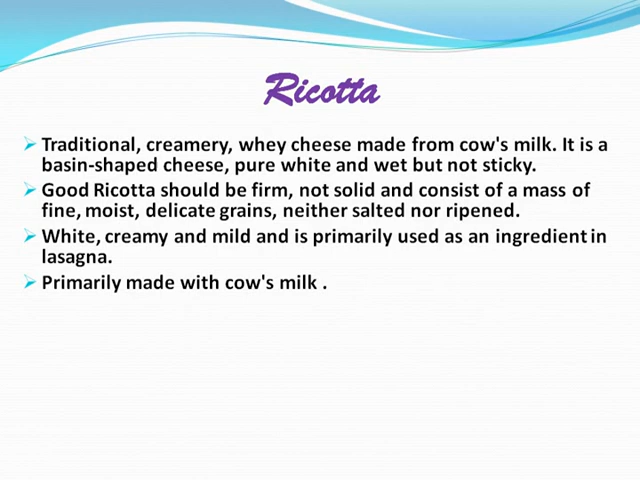 Ricotta
Traditional, creamery, whey cheese made from cow's milk. It is a
basin-shaped cheese, pure white and wet but not sticky.
Good Ricotta should be firm, not solid and consist of a mass of
fine, moist, delicate grains, neither salted nor ripened.
White, creamy and mild and is primarily used as an ingredient in
lasagna.
Primarily made with cow's milk .